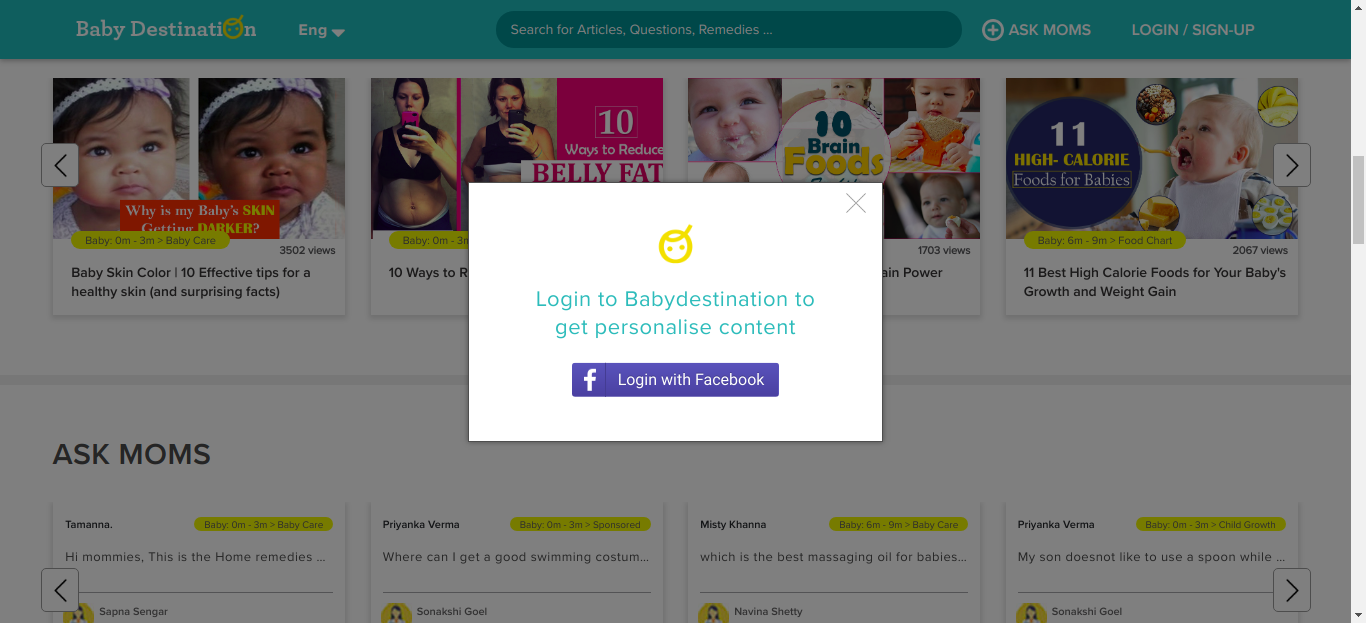 Baby Destination
Eng
Search for Articles, Questions, Remedies ...
ASK MOMS
LOGIN / SIGN-UP
Why is my Baby's SKIN
Getting DARKER?
Baby: 0m - 3m > Baby Care
3502 views
Baby Skin Color | 10 Effective tips for a
healthy skin (and surprising facts)
10
Ways to Reduce
BELLY FAT
Baby: 0m - 3m
10 Ways to R
10
Brain
Foods
1703 views
ain Power
11
HIGH- CALORIE
Foods for Babies
Baby: 6m - 9m > Food Chart
2067 views
11 Best High Calorie Foods for Your Baby's
Growth and Weight Gain
Login to Babydestination to
get personalise content
f Login with Facebook
ASK MOMS
Tamanna.
Baby: 0m - 3m > Baby Care
Hi mommies, This is the Home remedies ...
Sapna Sengar
Priyanka Verma
Baby: 0m - 3m > Sponsored
Where can I get a good swimming costum...
Sonakshi Goel
Misty Khanna
Baby: 6m - 9m > Baby Care
which is the best massaging oil for babies...
Navina Shetty
Priyanka Verma
Baby: 0m - 3m > Child Growth
My son doesnot like to use a spoon while ...
Sonakshi Goel